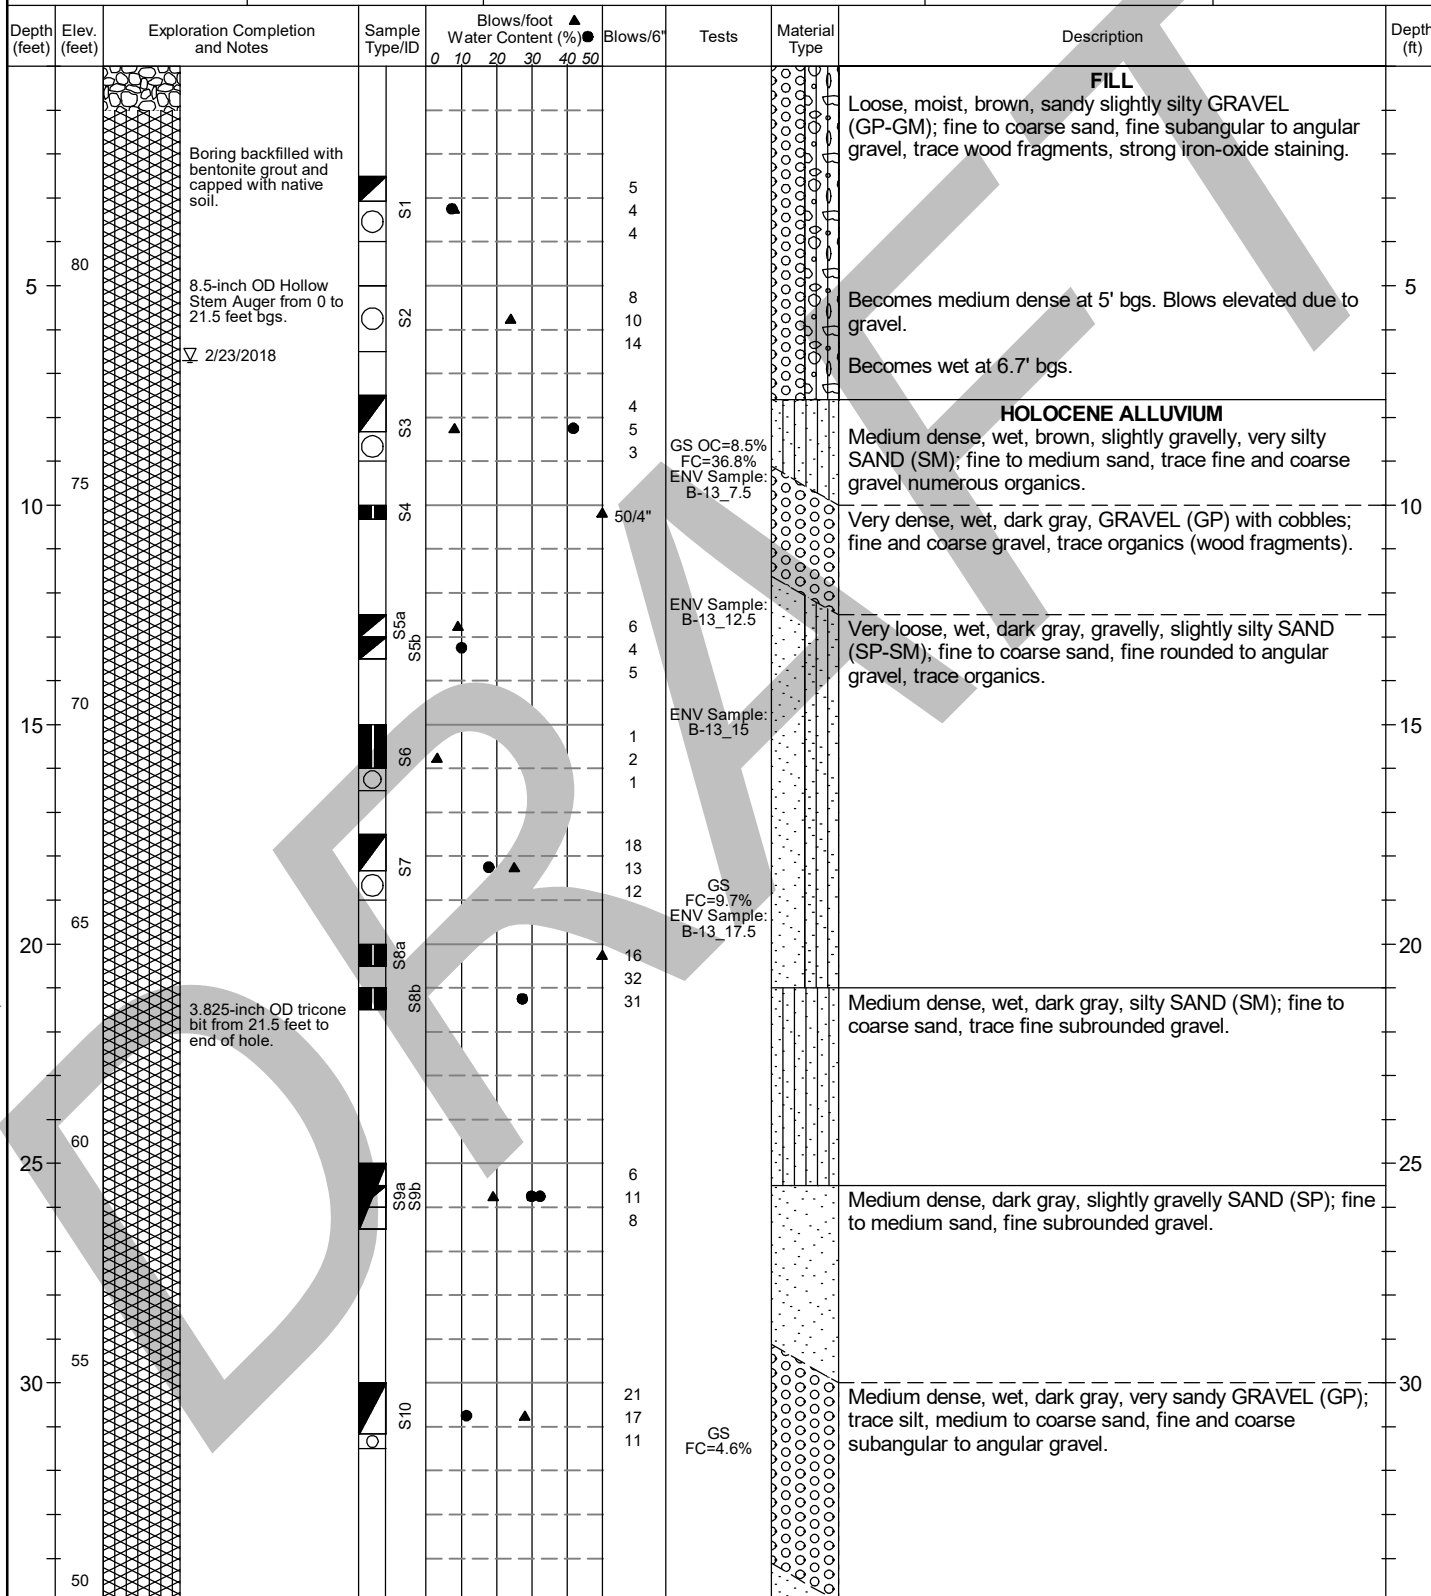 Depth
(feet)
Elev.
(feet)
Exploration Completion
and Notes
Sample
Type/ID
Blows/foot ▲
Water Content (%)●
0 10 20 30 40 50
Blows/6"
Tests
Material
Type
Description
Depth
(ft)
FILL
Loose, moist, brown, sandy slightly silty GRAVEL
(GP-GM); fine to coarse sand, fine subangular to angular
gravel, trace wood fragments, strong iron-oxide staining.
Boring backfilled with
bentonite grout and
capped with native
soil.
S1
5
4
4
80
5
8.5-inch OD Hollow
Stem Auger from 0 to
21.5 feet bgs.
S2
8
10
14
Becomes medium dense at 5' bgs. Blows elevated due to
gravel.
5
2/23/2018
Becomes wet at 6.7' bgs.
S3
4
5
3
GS OC=8.5%
FC=36.8%
ENV Sample:
B-13_7.5
HOLOCENE ALLUVIUM
Medium dense, wet, brown, slightly gravelly, very silty
SAND (SM); fine to medium sand, trace fine and coarse
gravel numerous organics.
75
10
S4
50/4"
Very dense, wet, dark gray, GRAVEL (GP) with cobbles;
fine and coarse gravel, trace organics (wood fragments).
10
S5a
S5b
6
4
5
ENV Sample:
B-13_12.5
Very loose, wet, dark gray, gravelly, slightly silty SAND
(SP-SM); fine to coarse sand, fine rounded to angular
gravel, trace organics.
70
15
S6
1
2
1
ENV Sample:
B-13_15
15
S7
18
13
12
GS
FC=9.7%
ENV Sample:
B-13_17.5
65
20
S8a
S8b
16
32
31
20
3.825-inch OD tricone
bit from 21.5 feet to
end of hole.
Medium dense, wet, dark gray, silty SAND (SM); fine to
coarse sand, trace fine subrounded gravel.
60
25
S9a
S9b
6
11
8
25
Medium dense, dark gray, slightly gravelly SAND (SP); fine
to medium sand, fine subrounded gravel.
55
30
S10
21
17
11
GS
FC=4.6%
Medium dense, wet, dark gray, very sandy GRAVEL (GP);
trace silt, medium to coarse sand, fine and coarse
subangular to angular gravel.
30
50
DRAFT